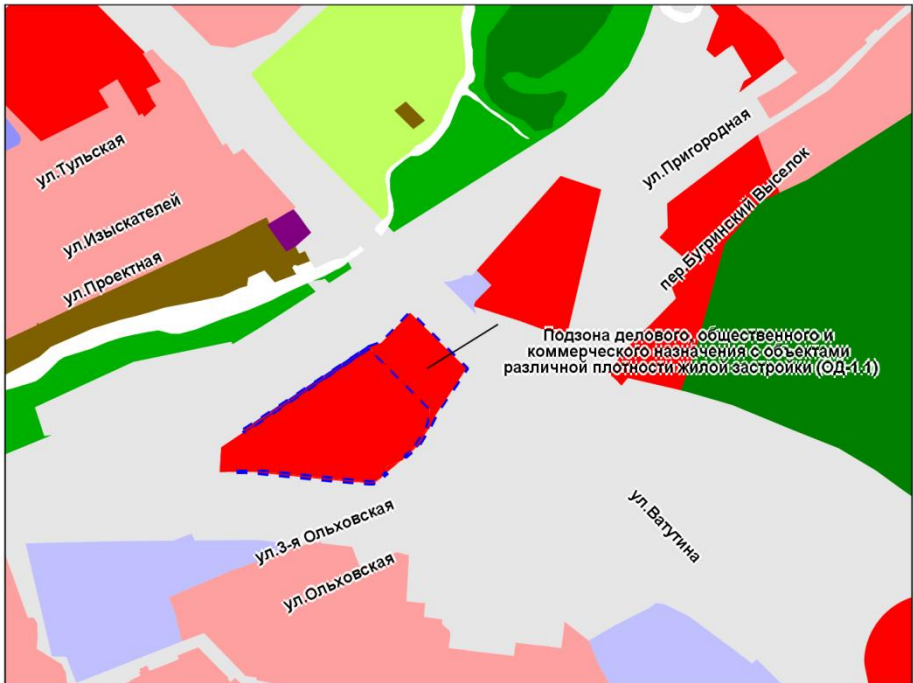 ул.Тульская
ул.Изыскателей
ул.Проектная
ул.Пригородная
пер.Бугринский Выселок
Подзона делового, общественного и
коммерческого назначения с объектами
различной плотности жилой застройки (ОД-1.1)
ул.3-я Ольховская
ул.Ольховская
ул.Ватутина